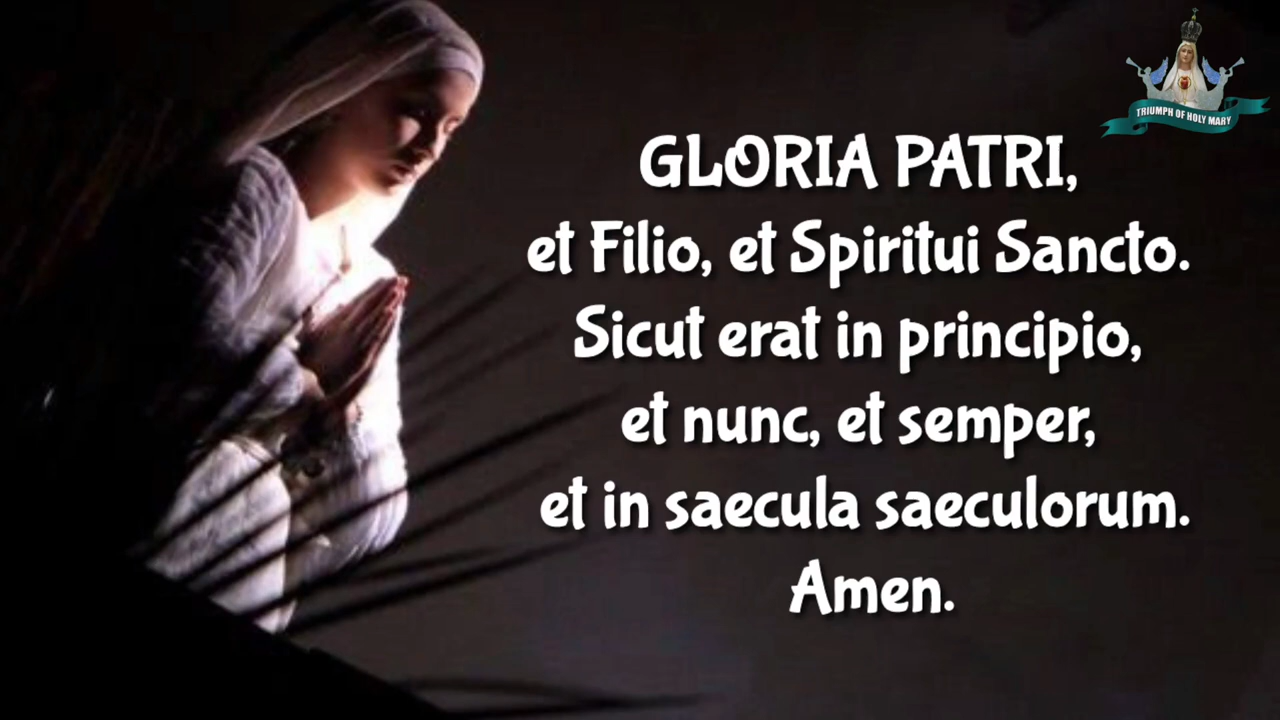 TRIUMPH OF HOLY MARY
GLORIA PATRI,
et Filio, et Spiritui Sancto.
Sicut erat in principio,
et nunc, et semper,
et in saecula saeculorum.
Amen.